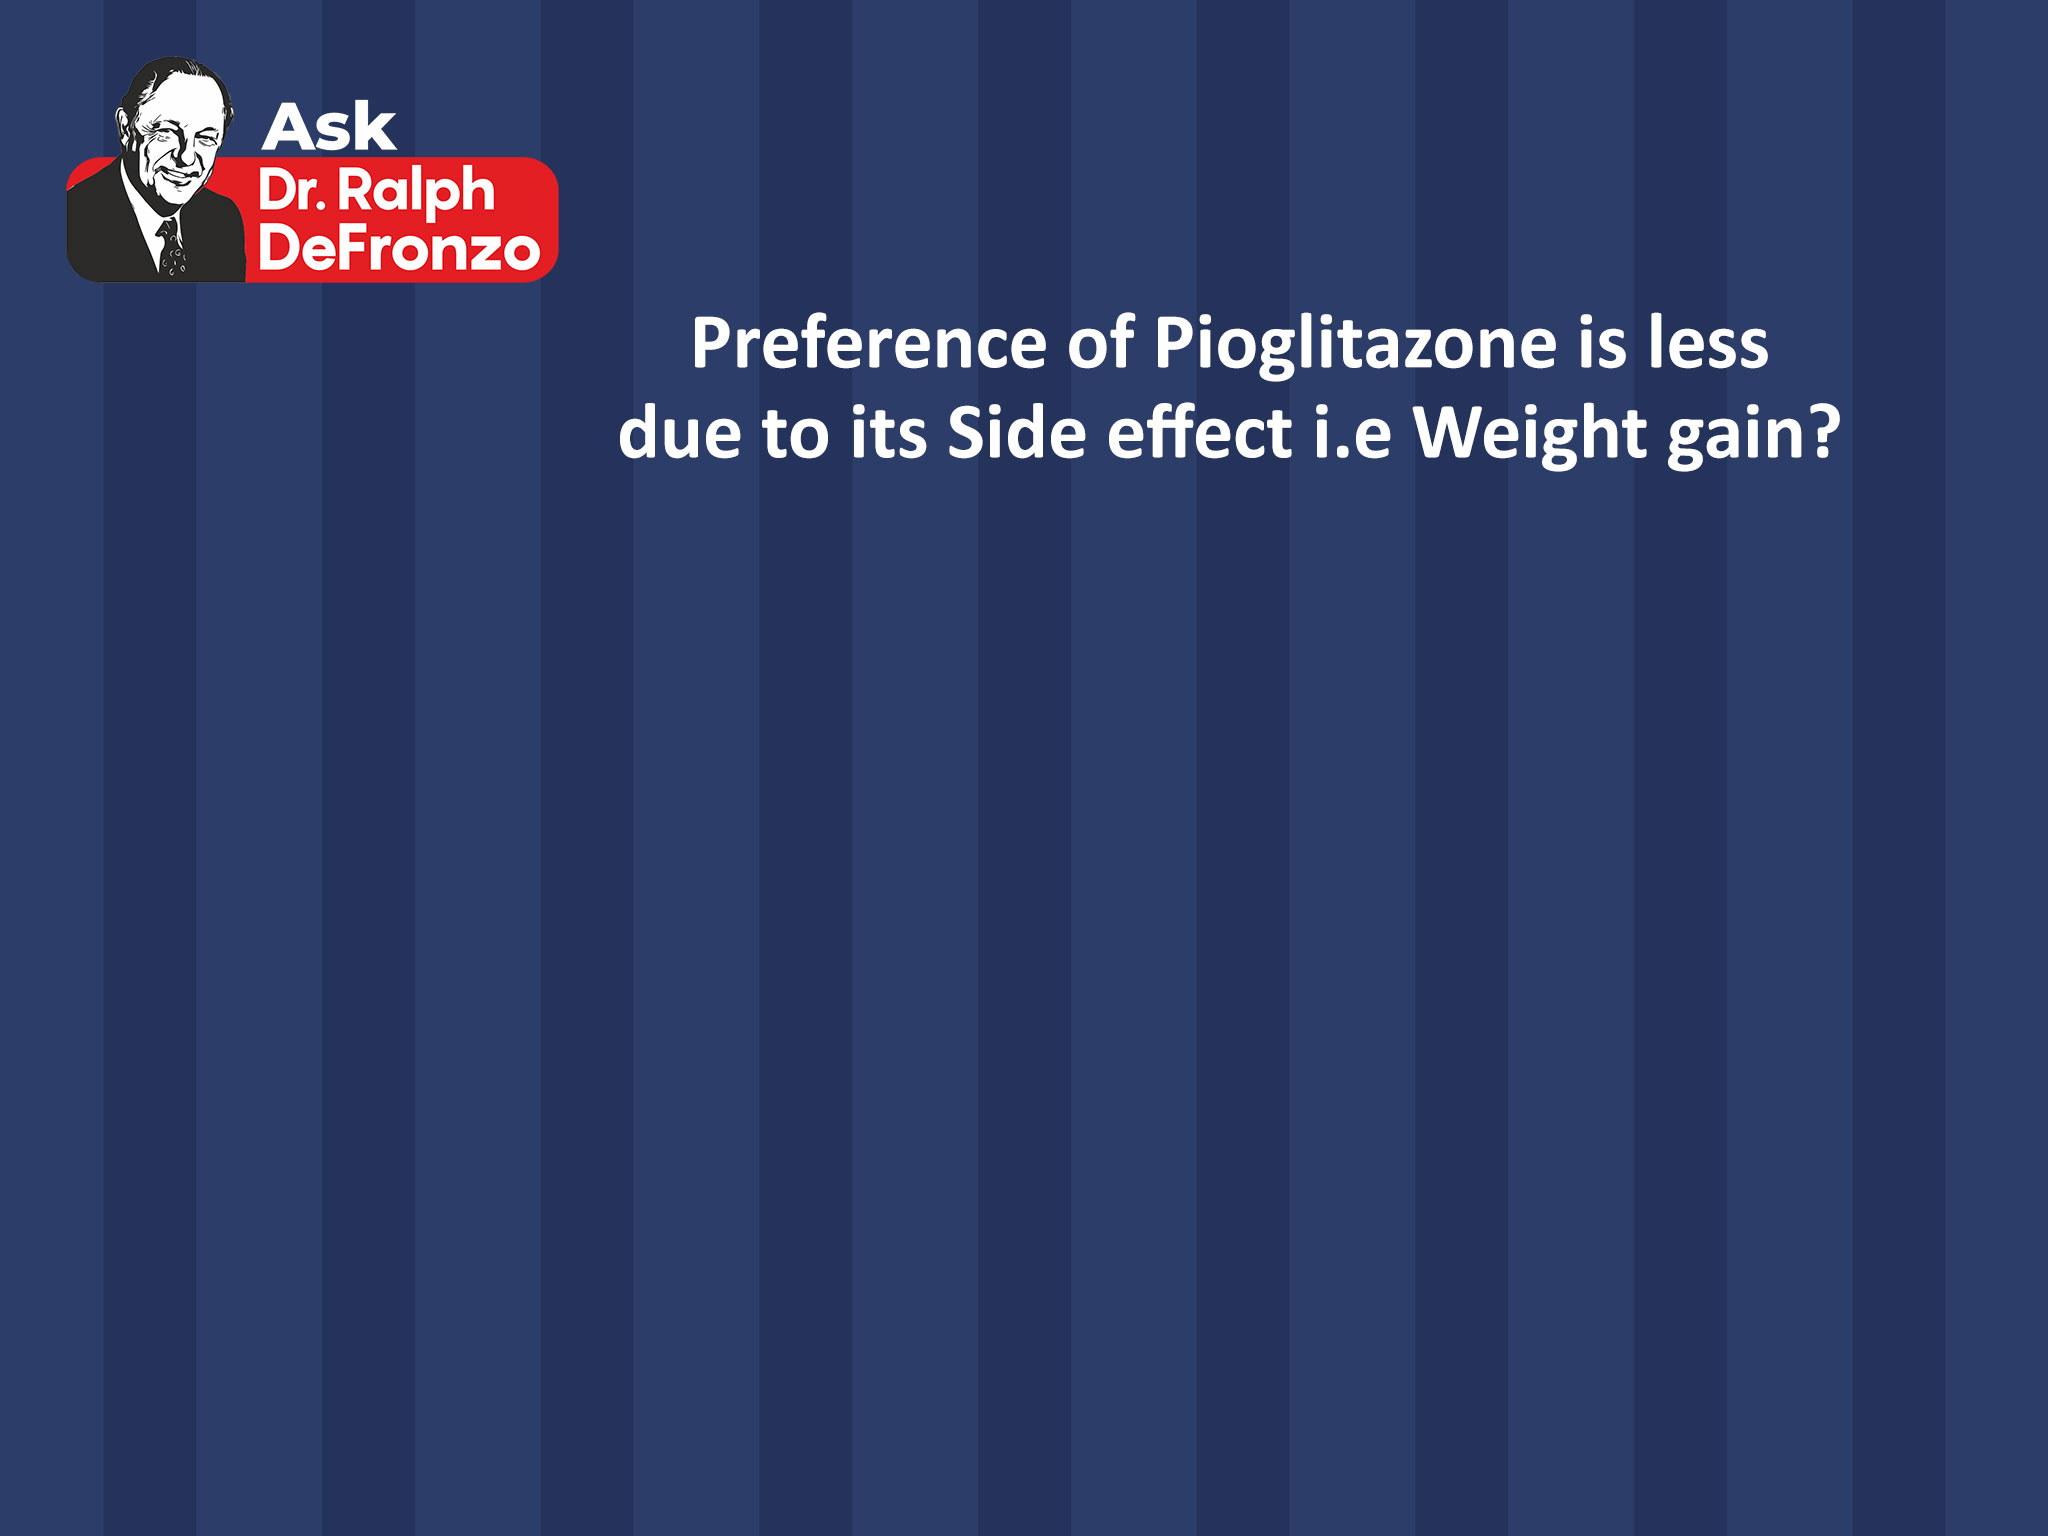 Ask
Dr. Ralph
DeFronzo
Preference of Pioglitazone is less
due to its Side effect i.e Weight gain?